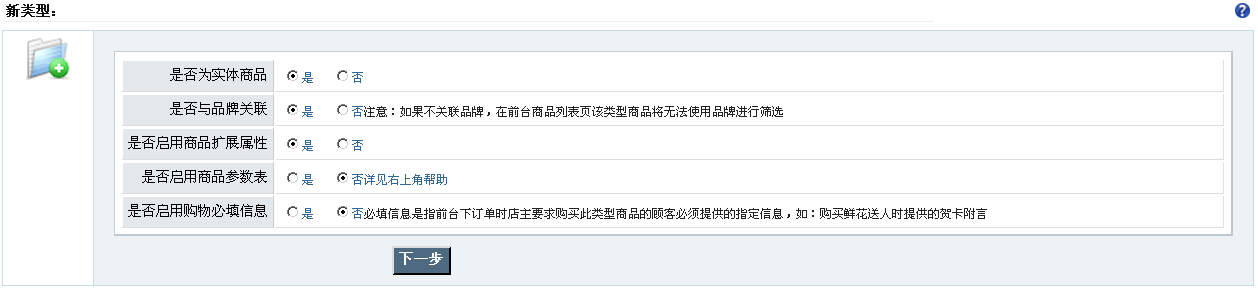 新类型：
是否为实体商品 是 否
是否与品牌关联 是 否注意：如果不关联品牌，在前台商品列表页该类型商品将无法使用品牌进行筛选
是否启用商品扩展属性 是 否
是否启用商品参数表 是 否详见右上角帮助
是否启用购物必填信息 是 否必填信息是指前台下订单时店主要求购买此类型商品的顾客必须提供的指定信息，如：购买鲜花送人时提供的贺卡附言
下一步